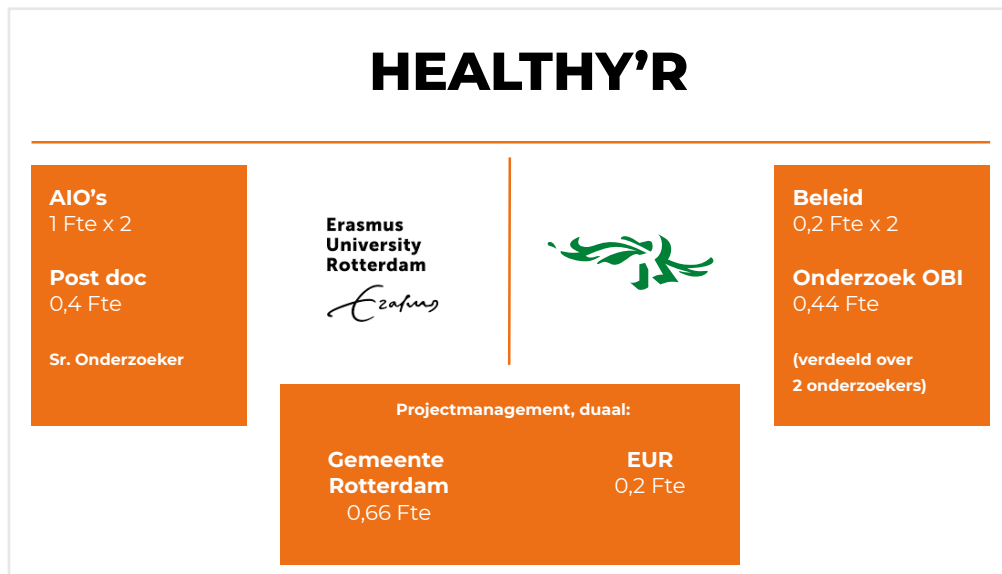 HEALTHY’R
AIO’s
1 Fte x 2
Post doc
0,4 Fte
Sr. Onderzoeker
Erasmus
University
Rotterdam
Erasmus
Beleid
0,2 Fte x 2
Onderzoek OBI
0,44 Fte
(verdeeld over
2 onderzoekers)
Projectmanagement, duaal:
Gemeente
Rotterdam
0,66 Fte
EUR
0,2 Fte